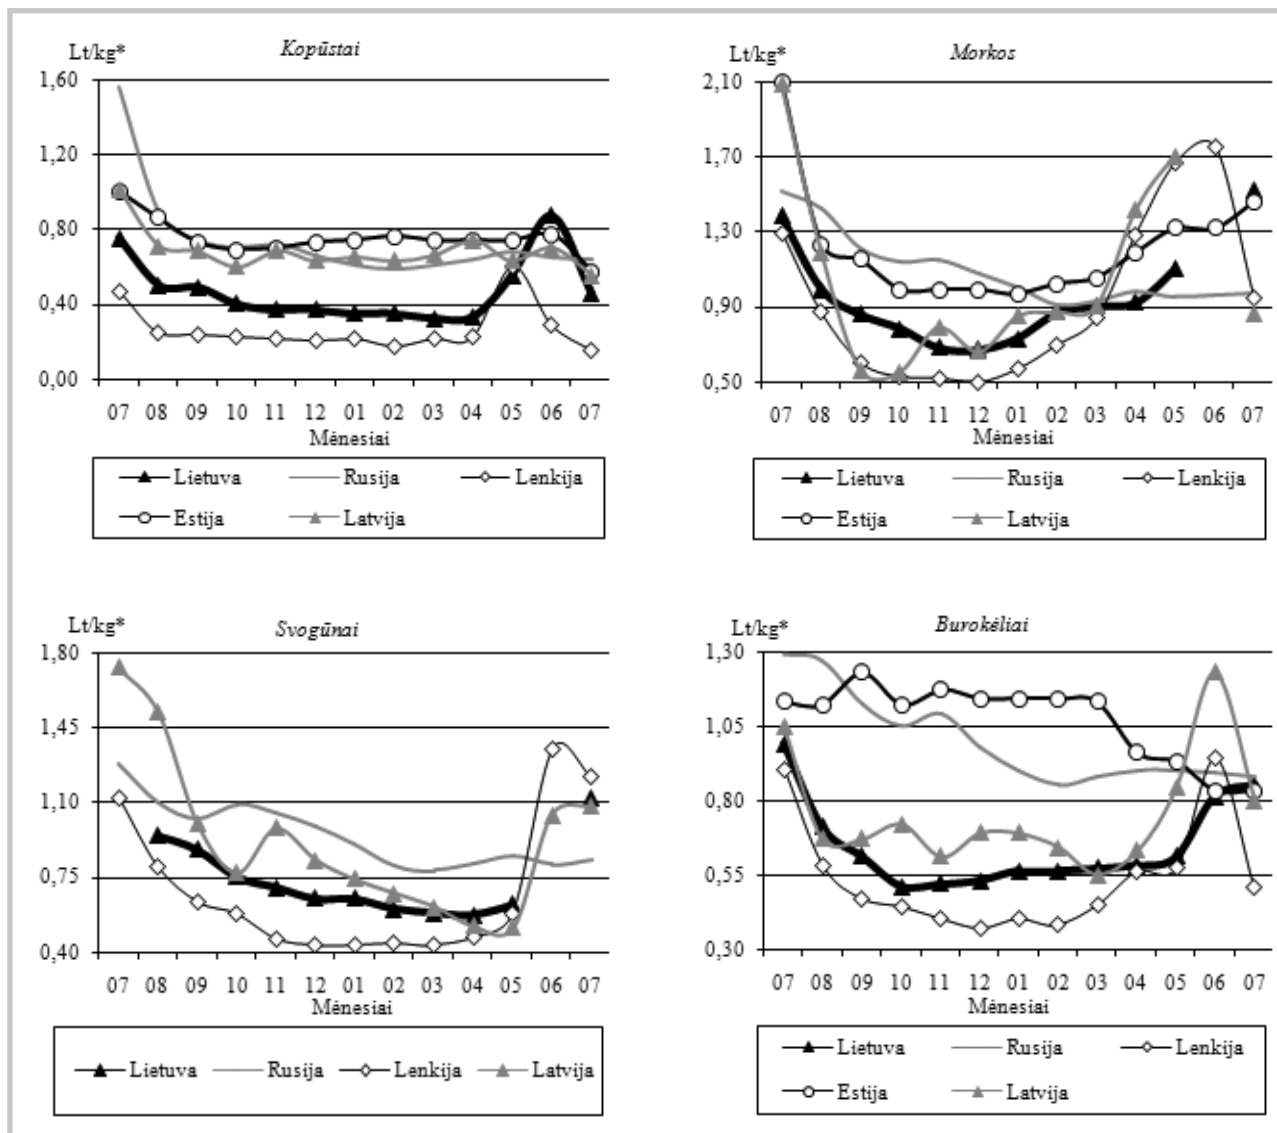 Lt/kg*
Kopūstai
1,60
1,20
0,80
0,40
0,00
07 08 09 10 11 12 01 02 03 04 05 06 07
Mėnesiai
Lietuva Rusija Lenkija
Estija Latvija
Lt/kg*
Morkos
2,10
1,70
1,30
0,90
0,50
07 08 09 10 11 12 01 02 03 04 05 06 07
Mėnesiai
Lietuva Rusija Lenkija
Estija Latvija
Lt/kg*
Svogūnai
1,80
1,45
1,10
0,75
0,40
07 08 09 10 11 12 01 02 03 04 05 06 07
Mėnesiai
Lietuva Rusija Lenkija Latvija
Lt/kg*
Burokėliai
1,30
1,05
0,80
0,55
0,30
07 08 09 10 11 12 01 02 03 04 05 06 07
Mėnesiai
Lietuva Rusija Lenkija
Estija Latvija